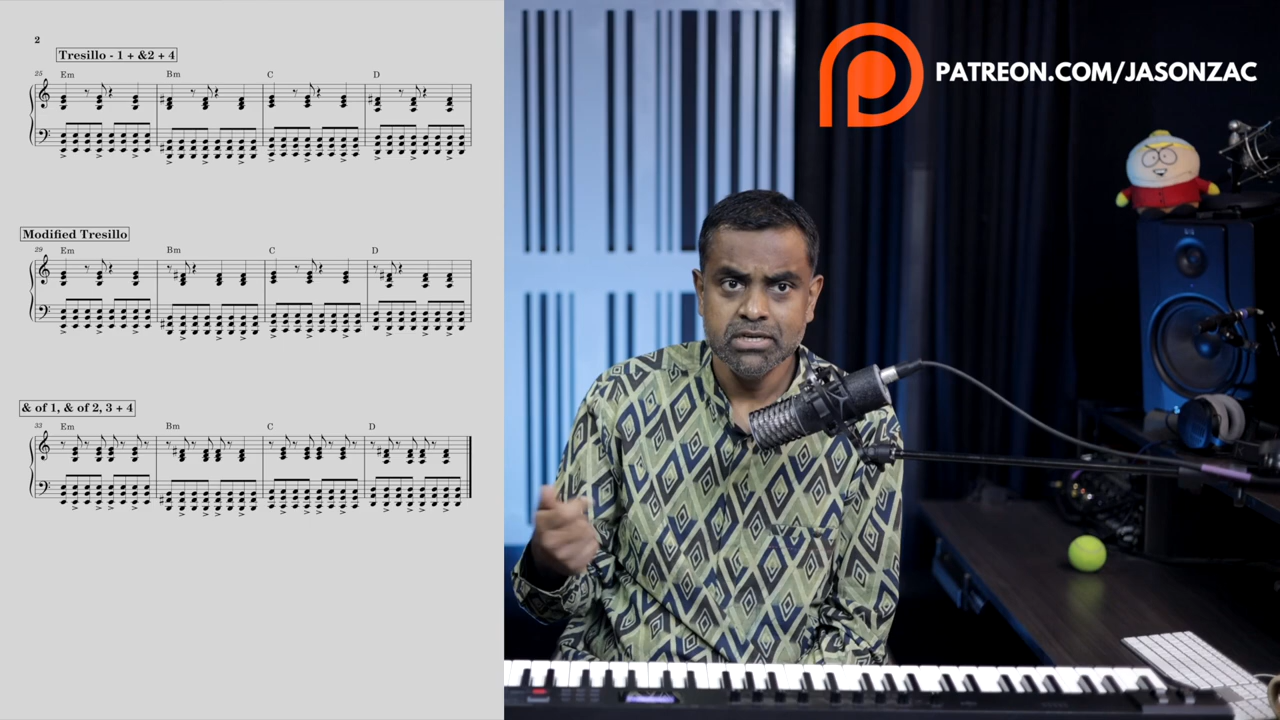 2
Tresillo - 1 + &2 + 4
25
Em Bm C D
Modified Tresillo
29
Em Bm C D
& of 1, & of 2, 3 + 4
33
Em Bm C D
PATREON.COM/JASONZAC